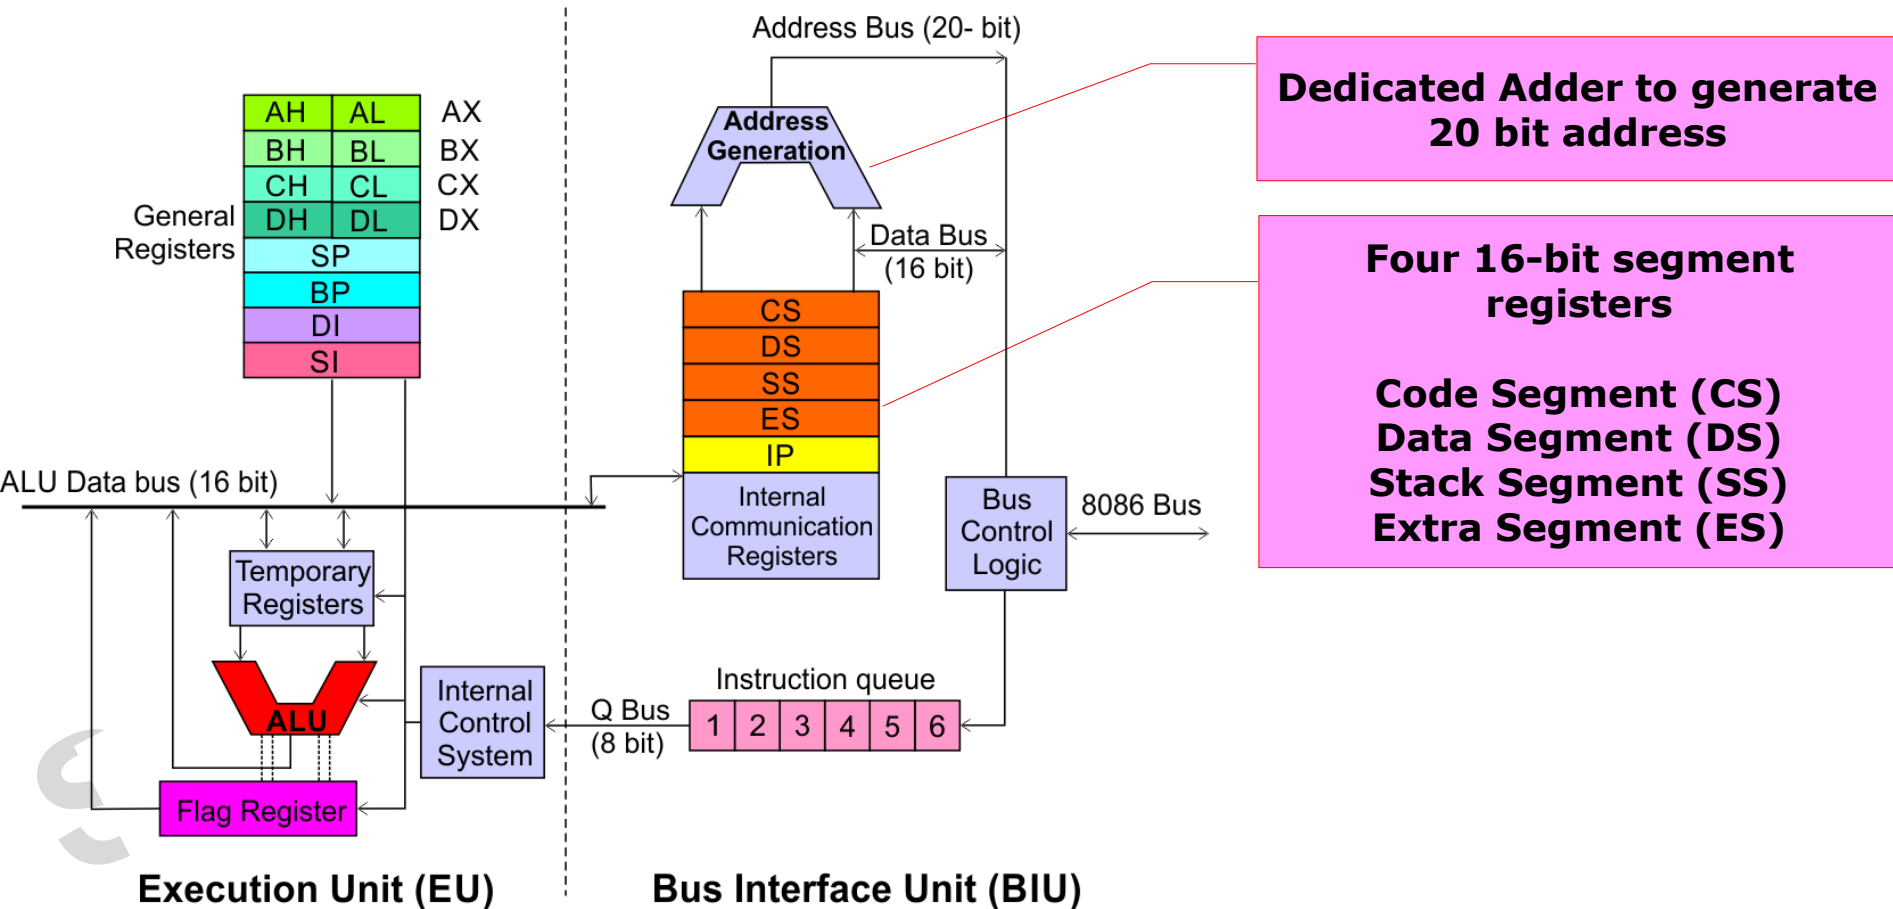 Address Bus (20- bit)
Dedicated Adder to generate
20 bit address
AH AL AX
BH BL BX
CH CL CX
DH DL DX
General
Registers
SP
BP
DI
SI
Address
Generation
Data Bus
(16 bit)
CS
DS
SS
ES
IP
Internal
Communication
Registers
Four 16-bit segment
registers
Code Segment (CS)
Data Segment (DS)
Stack Segment (SS)
Extra Segment (ES)
ALU Data bus (16 bit)
Bus
Control
Logic
8086 Bus
Temporary
Registers
ALU
Internal
Control
System
Q Bus
(8 bit)
Instruction queue
1 2 3 4 5 6
Flag Register
Execution Unit (EU)
Bus Interface Unit (BIU)